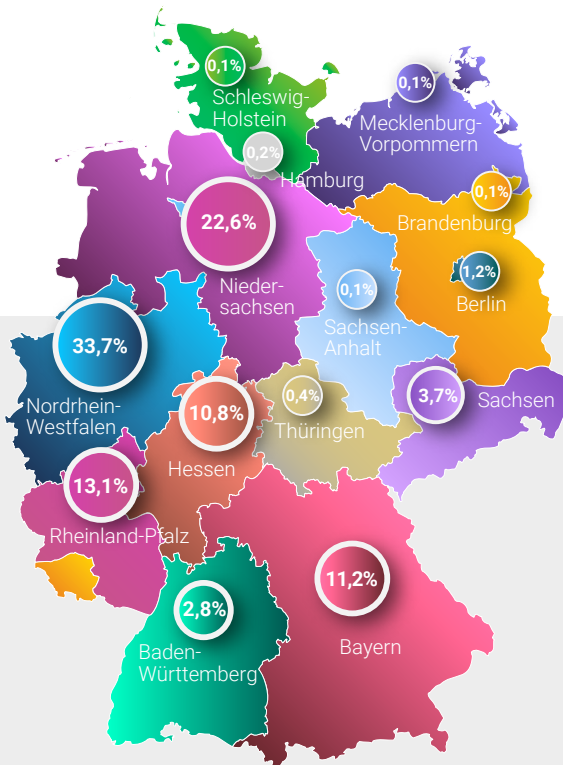 0,1%
Schleswig-
Holstein
0,1%
Mecklenburg-
Vorpommern
0,2%
Hamburg
0,1%
Brandenburg
22,6%
Nieder-
sachsen
1,2%
Berlin
0,1%
Sachsen-
Anhalt
33,7%
Nordrhein-
Westfalen
10,8%
Hessen
0,4%
Thüringen
3,7%
Sachsen
13,1%
Rheinland-Pfalz
11,2%
Bayern
2,8%
Baden-
Württemberg